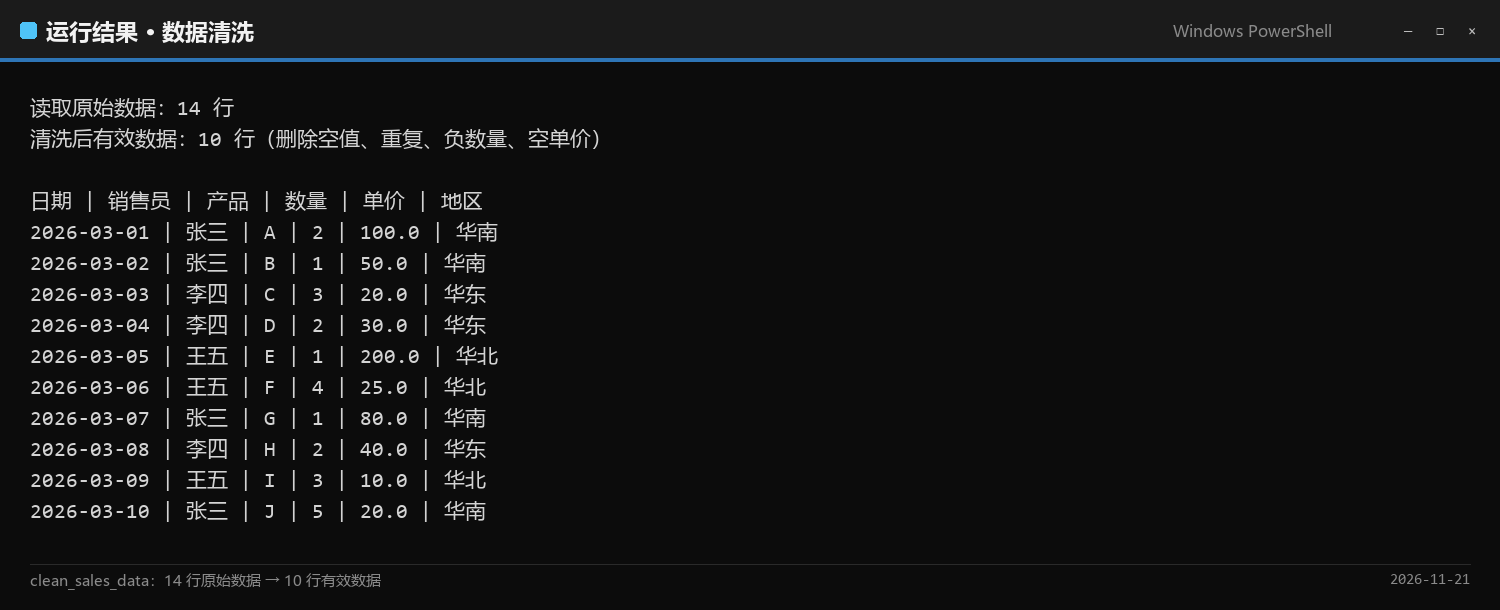 运行结果 • 数据清洗
Windows PowerShell
读取原始数据：14 行
清洗后有效数据：10 行（删除空值、重复、负数量、空单价）
日期 | 销售员 | 产品 | 数量 | 单价 | 地区
2026-03-01 | 张三 | A | 2 | 100.0 | 华南
2026-03-02 | 张三 | B | 1 | 50.0 | 华南
2026-03-03 | 李四 | C | 3 | 20.0 | 华东
2026-03-04 | 李四 | D | 2 | 30.0 | 华东
2026-03-05 | 王五 | E | 1 | 200.0 | 华北
2026-03-06 | 王五 | F | 4 | 25.0 | 华北
2026-03-07 | 张三 | G | 1 | 80.0 | 华南
2026-03-08 | 李四 | H | 2 | 40.0 | 华东
2026-03-09 | 王五 | I | 3 | 10.0 | 华北
2026-03-10 | 张三 | J | 5 | 20.0 | 华南
clean_sales_data：14 行原始数据 → 10 行有效数据
2026-11-21